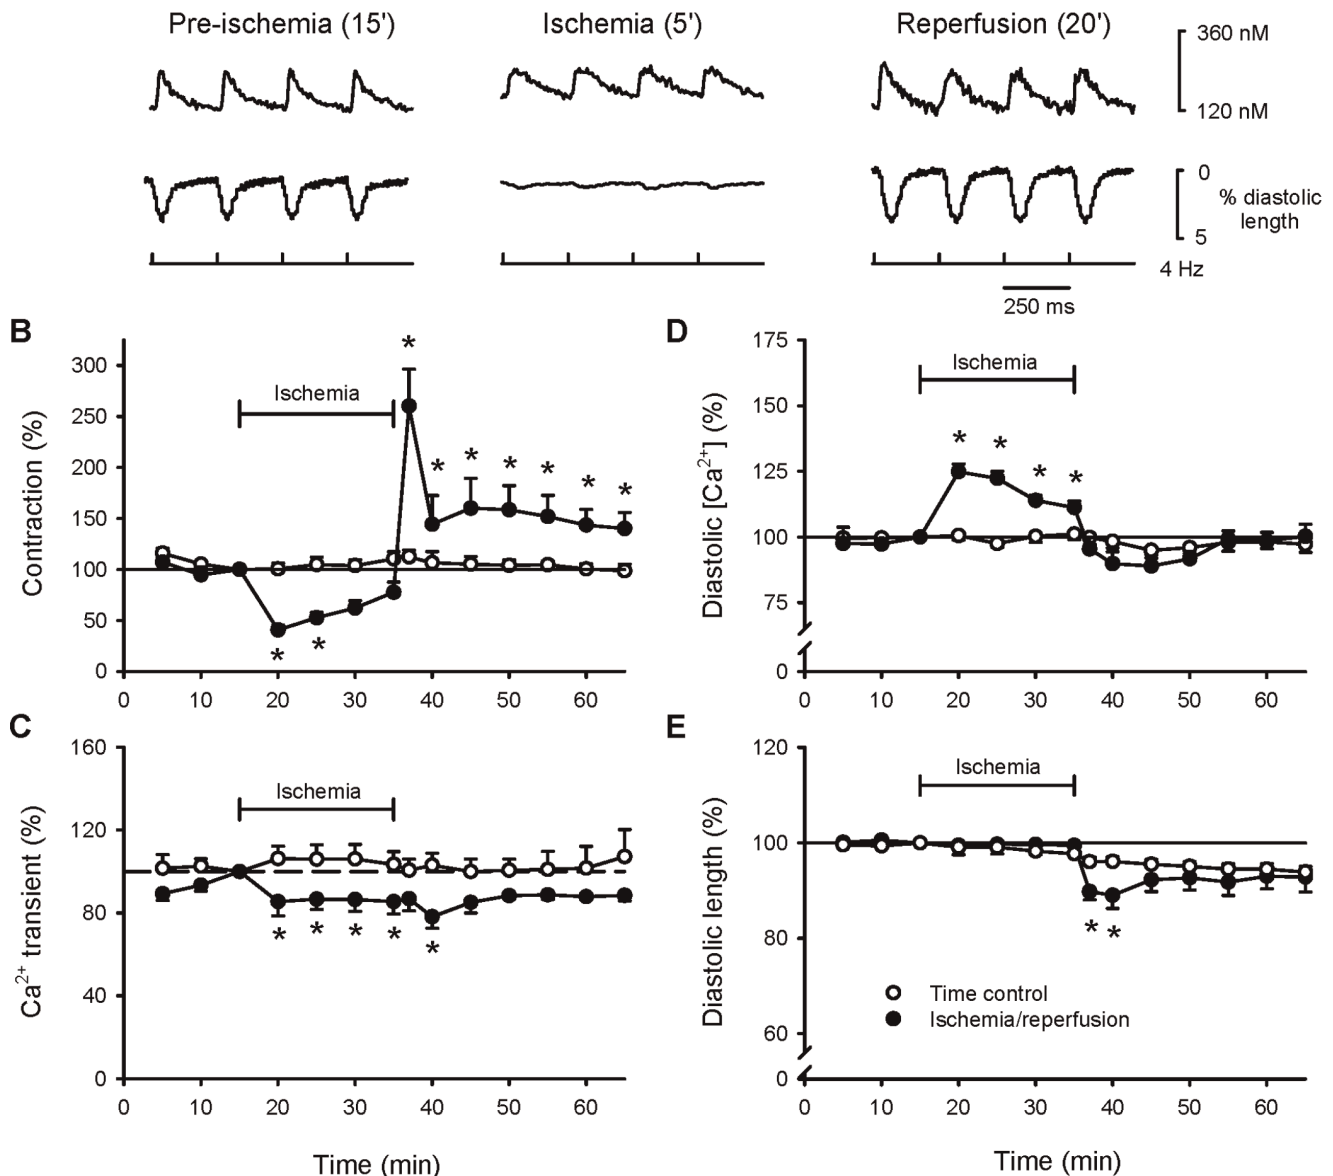 Pre-ischemia (15')
Ischemia (5')
Reperfusion (20')
360 nM
120 nM
0
% diastolic
length
5
4 Hz
250 ms
B
Contraction (%)
300
250
200
150
100
50
0
Ischemia
*
*
*
*
*
*
*
*
*
0
10
20
30
40
50
60
D
Diastolic [Ca²⁺] (%)
175
150
125
100
75
0
Ischemia
*
*
*
*
0
10
20
30
40
50
60
C
Ca²⁺ transient (%)
160
120
80
40
0
Ischemia
*
*
*
*
*
0
10
20
30
40
50
60
Time (min)
E
Diastolic length (%)
120
100
80
60
0
Ischemia
*
*
Time control
Ischemia/reperfusion
0
10
20
30
40
50
60
Time (min)